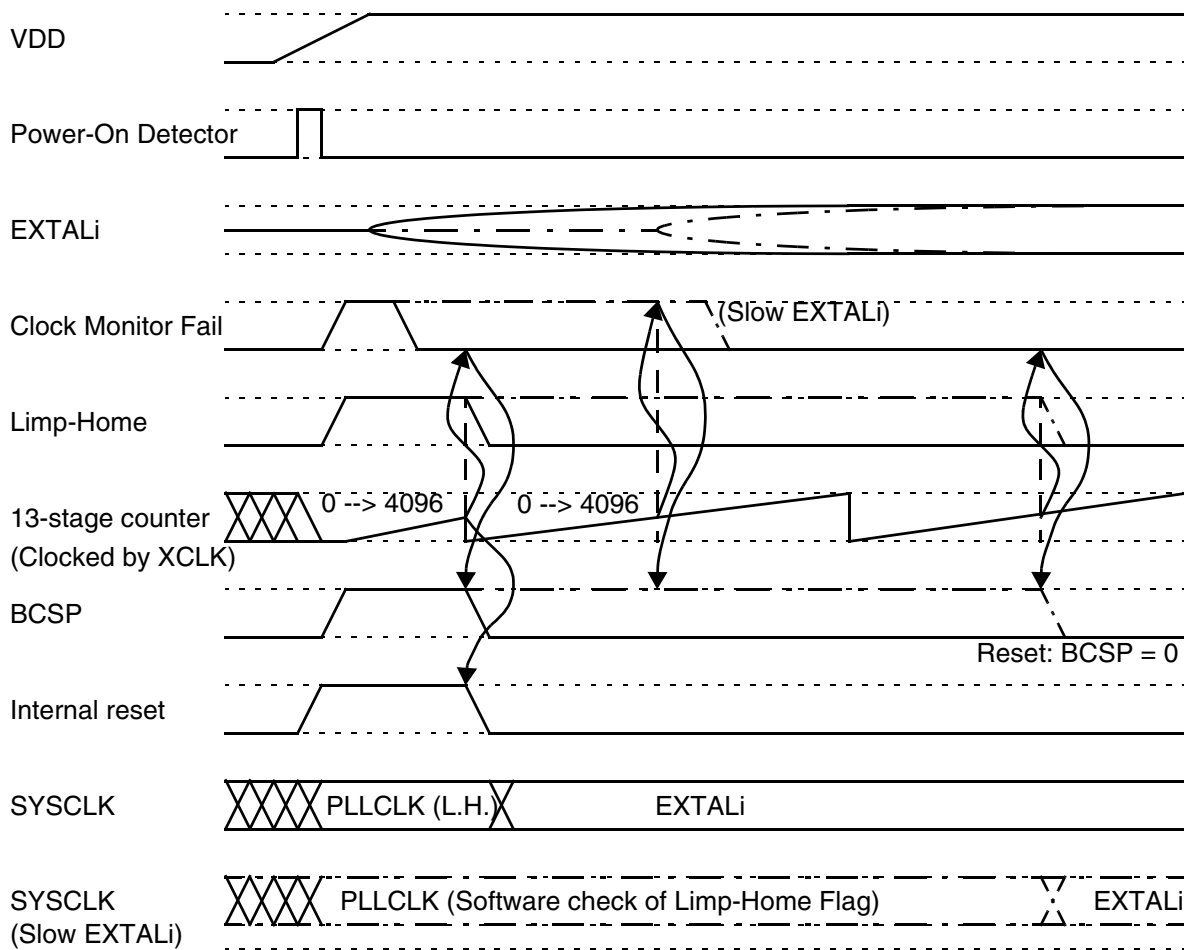 VDD
Power-On Detector
EXTALi
Clock Monitor Fail
(Slow EXTALi)
Limp-Home
13-stage counter
(Clocked by XCLK)
0 --> 4096
0 --> 4096
BCSP
Reset: BCSP = 0
Internal reset
SYSCLK
PLLCLK (L.H.)
EXTALi
SYSCLK
(Slow EXTALi)
PLLCLK (Software check of Limp-Home Flag)
EXTALi